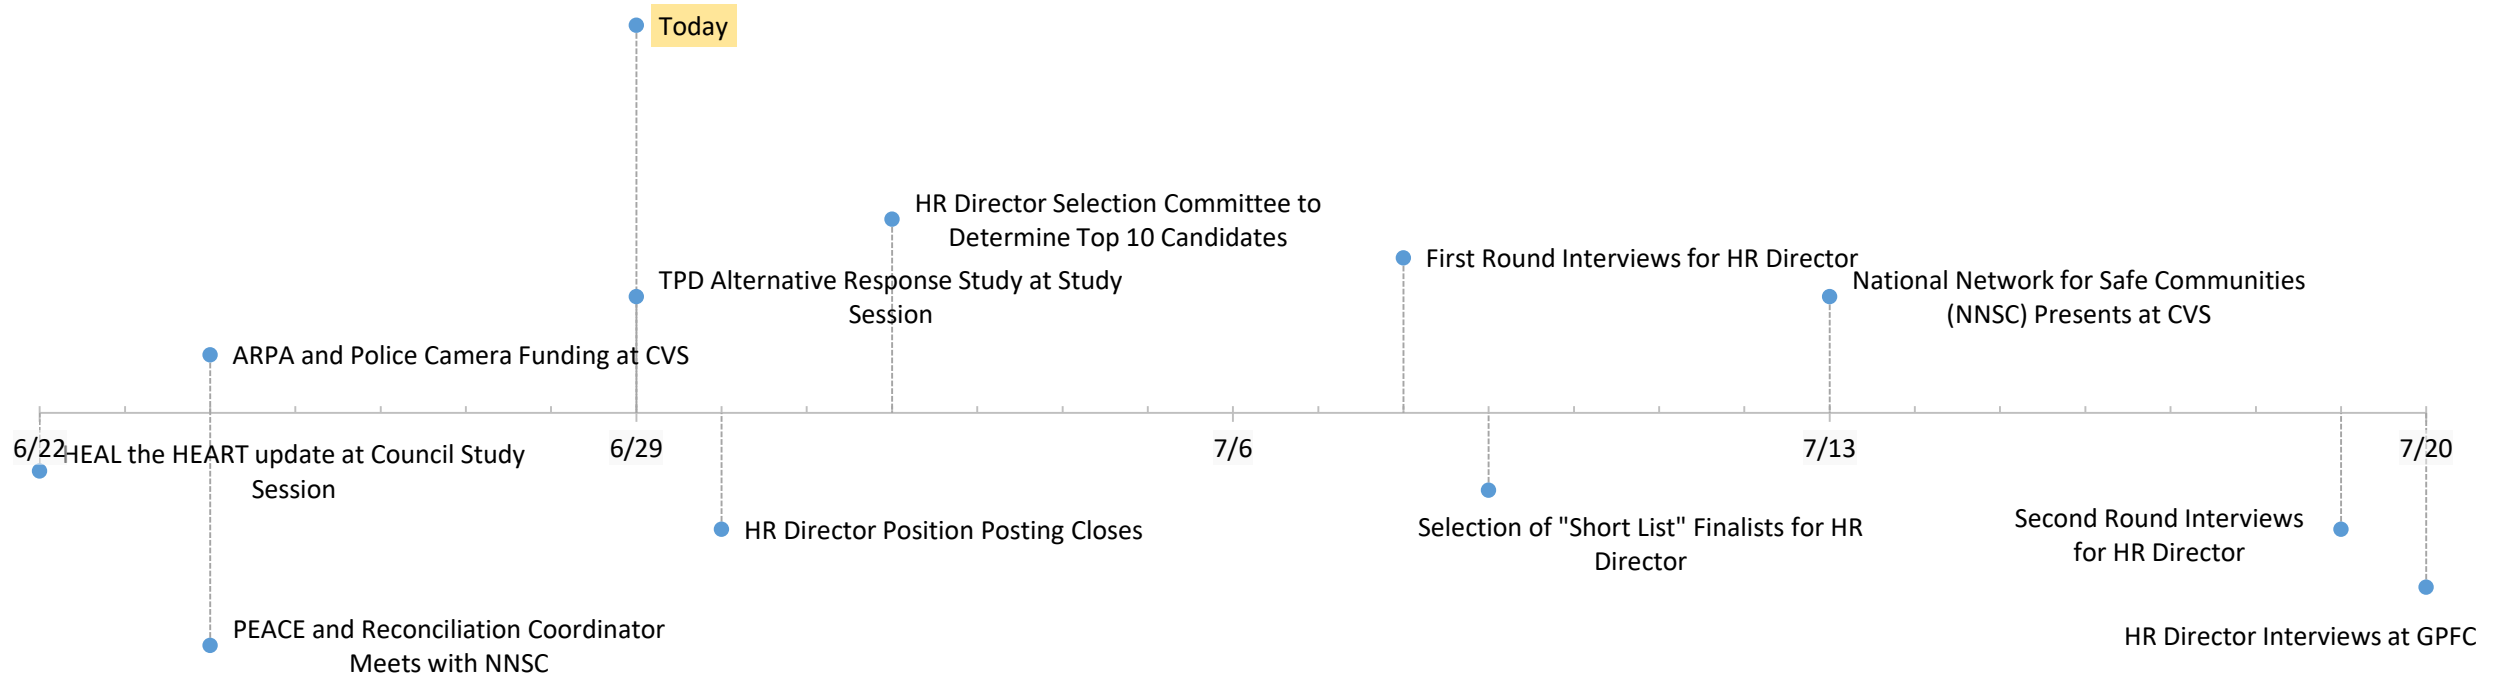 Today
HR Director Selection Committee to
Determine Top 10 Candidates
First Round Interviews for HR Director
TPD Alternative Response Study at Study
Session
National Network for Safe Communities
(NNSC) Presents at CVS
ARPA and Police Camera Funding at CVS
6/22
6/29
7/6
7/13
7/20
HEAL the HEART update at Council Study
Session
HR Director Position Posting Closes
Selection of "Short List" Finalists for HR
Director
Second Round Interviews
for HR Director
PEACE and Reconciliation Coordinator
Meets with NNSC
HR Director Interviews at GPFC